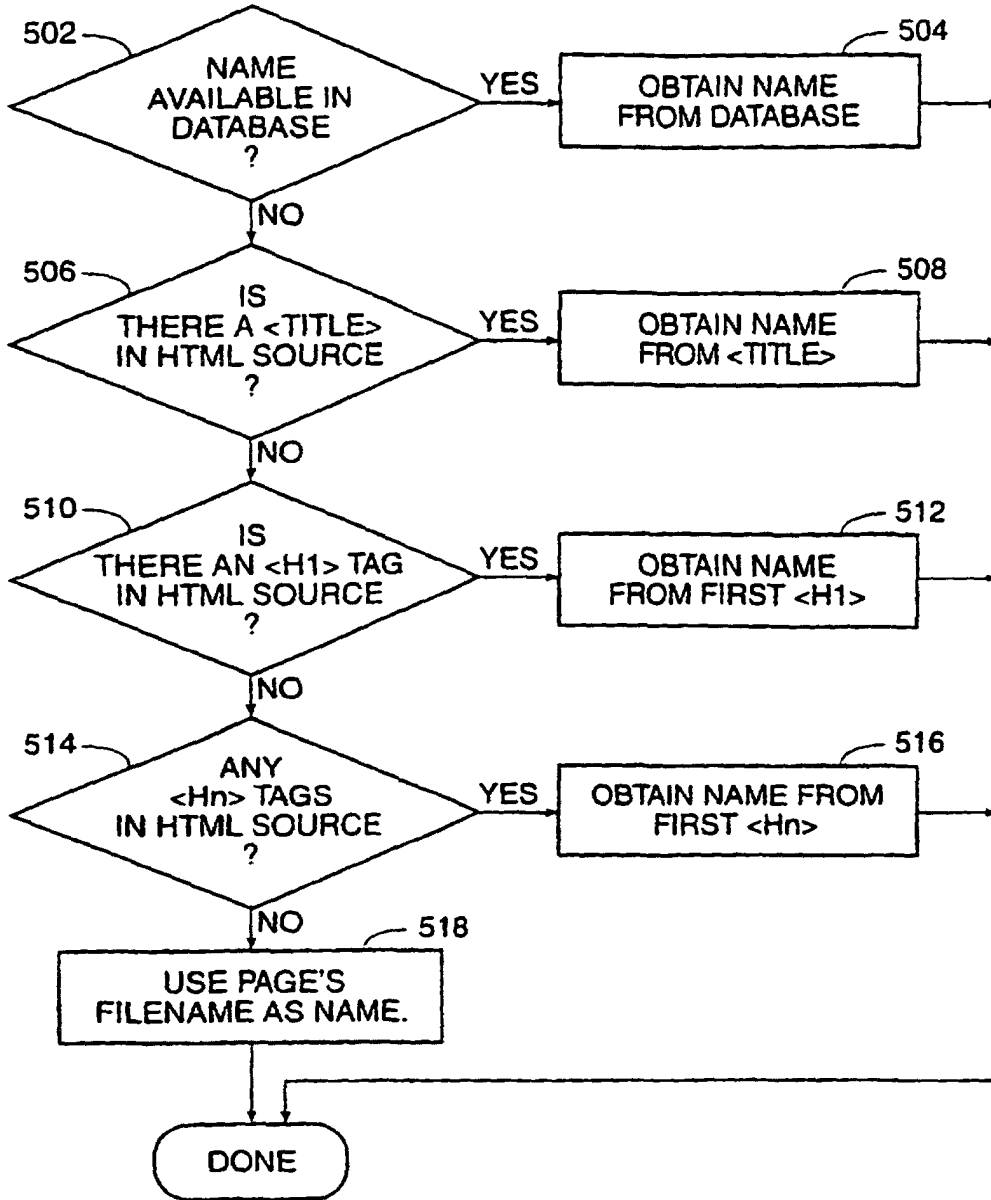 502
NAME
AVAILABLE IN
DATABASE
?
YES
504
OBTAIN NAME
FROM DATABASE
NO
506
IS
THERE A <TITLE>
IN HTML SOURCE
?
YES
508
OBTAIN NAME
FROM <TITLE>
NO
510
IS
THERE AN <H1> TAG
IN HTML SOURCE
?
YES
512
OBTAIN NAME
FROM FIRST <H1>
NO
514
ANY
<Hn> TAGS
IN HTML SOURCE
?
YES
516
OBTAIN NAME FROM
FIRST <Hn>
NO
518
USE PAGE'S
FILENAME AS NAME.
DONE